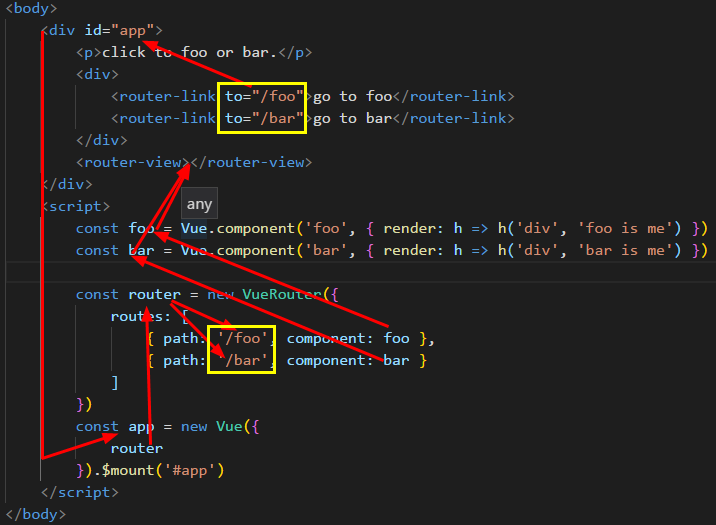 <body>
<div id="app">
<p>click to foo or bar.</p>
<div>
<router-link to="/foo">go to foo</router-link>
<router-link to="/bar">go to bar</router-link>
</div>
<router-view></router-view>
</div>
any
<script>
const foo = Vue.component('foo', { render: h => h('div', 'foo is me') })
const bar = Vue.component('bar', { render: h => h('div', 'bar is me') })
const router = new VueRouter({
routes: [
{ path: '/foo', component: foo },
{ path: '/bar', component: bar }
]
})
const app = new Vue({
router
}).$mount('#app')
</script>
</body>